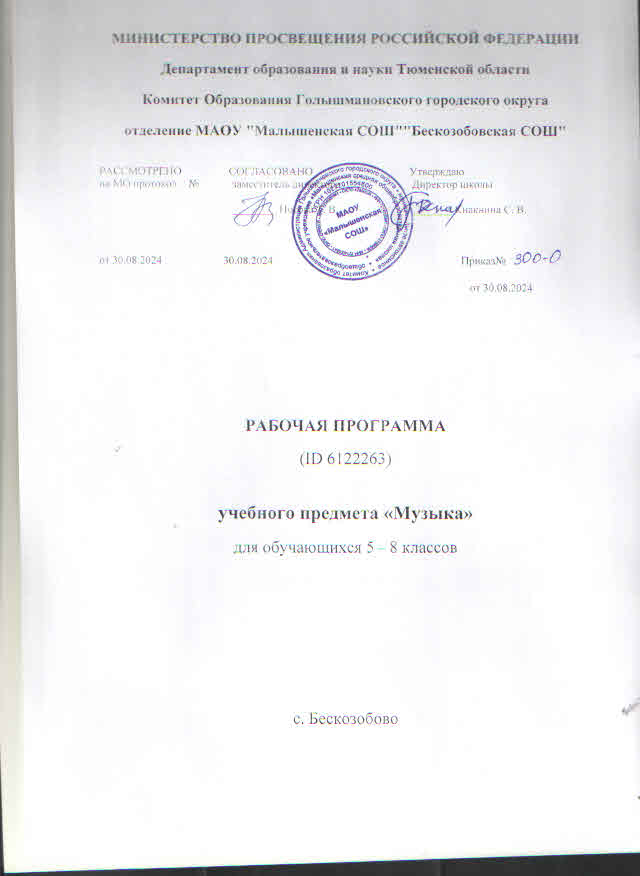 МИНИСТЕРСТВО ПРОСВЕЩЕНИЯ РОССИЙСКОЙ ФЕДЕРАЦИИ
Департамент образования и науки Тюменской области
Комитет Образования Голышмановского городского округа
отделение МАОУ "Малышенская СОШ""Бескозобовская СОШ"
РАССМОТРЕНО СОГЛАСОВАНО Утверждаю
на МО протокол № заместитель Директор школы
С. В.
МАОУ
«Малышенская
СОШ»
от 30.08.2024 30.08.2024 Приказ№ 300-О
от 30.08.2024
РАБОЧАЯ ПРОГРАММА
(ID 6122263)
учебного предмета «Музыка»
для обучающихся 5 – 8 классов
с. Бескозобово